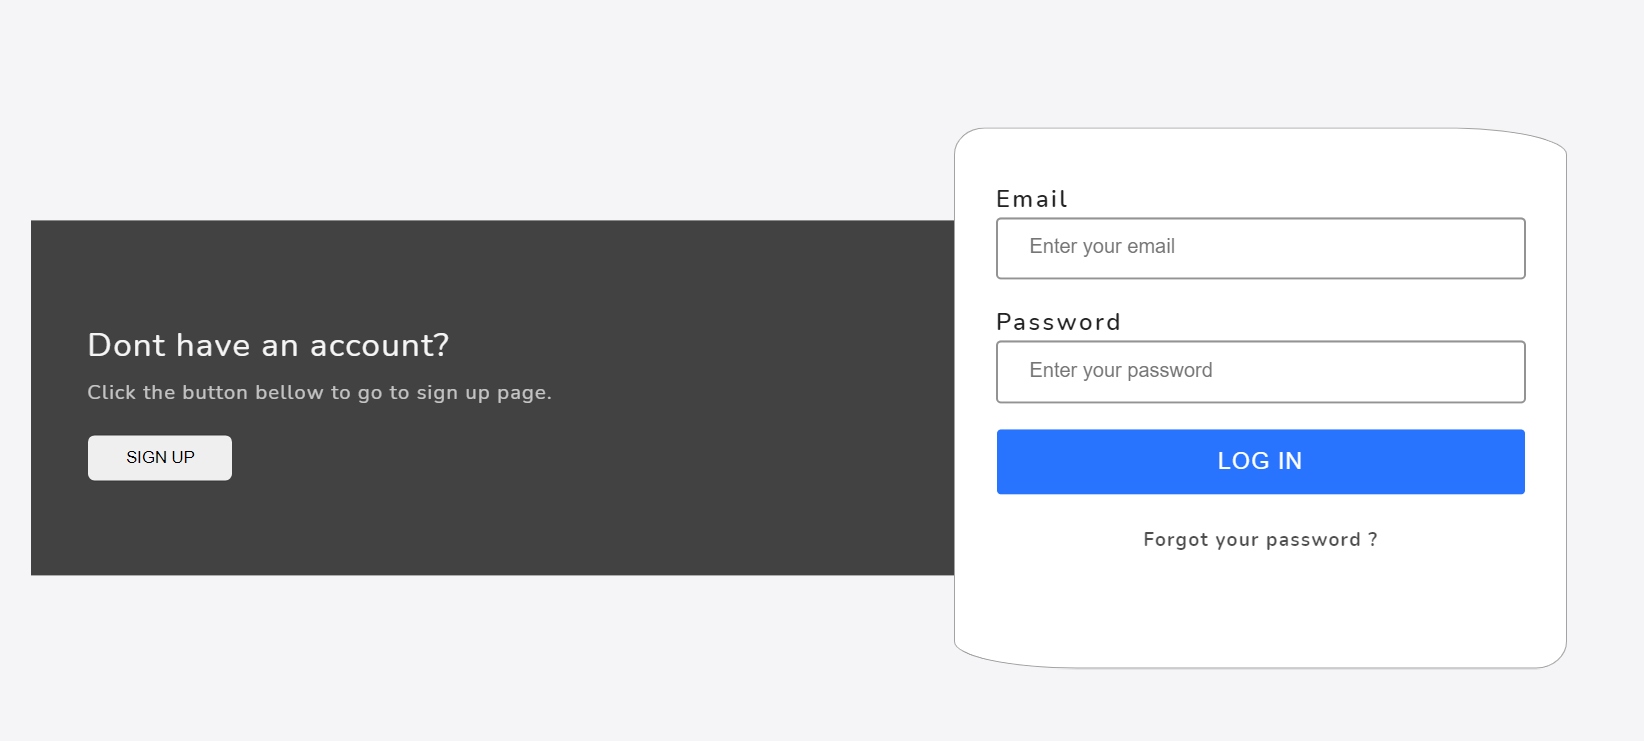 Dont have an account?
Click the button bellow to go to sign up page.
SIGN UP
Email
Enter your email
Password
Enter your password
LOG IN
Forgot your password ?